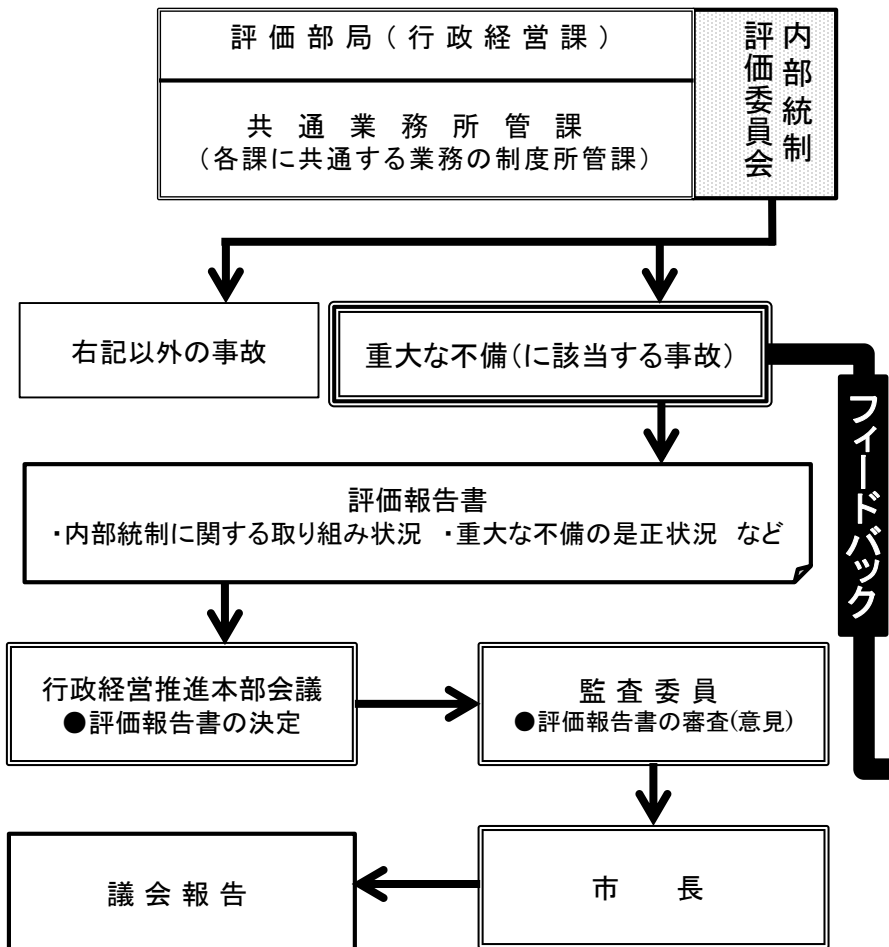 評価部局(行政経営課)
共通業務所管課
(各課に共通する業務の制度所管課)
内部統制
評価委員会
右記以外の事故
重大な不備(に該当する事故)
フィードバック
評価報告書
・内部統制に関する取り組み状況 ・重大な不備の是正状況 など
行政経営推進本部会議
●評価報告書の決定
監査委員
●評価報告書の審査(意見)
議会報告
市長